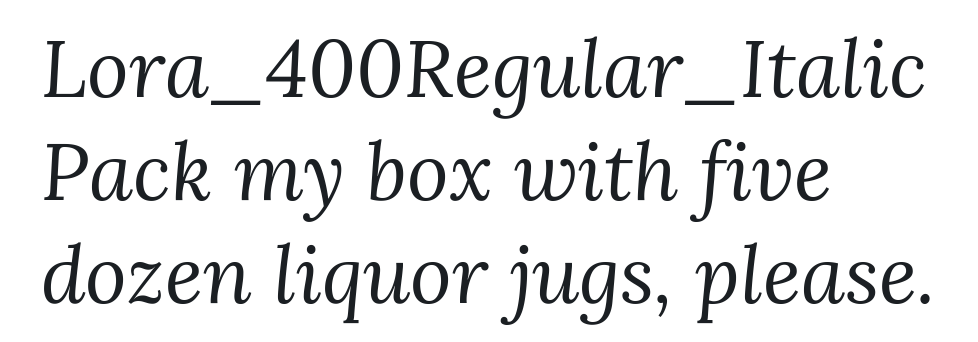 Lora_400Regular_Italic
Pack my box with five
dozen liquor jugs, please.